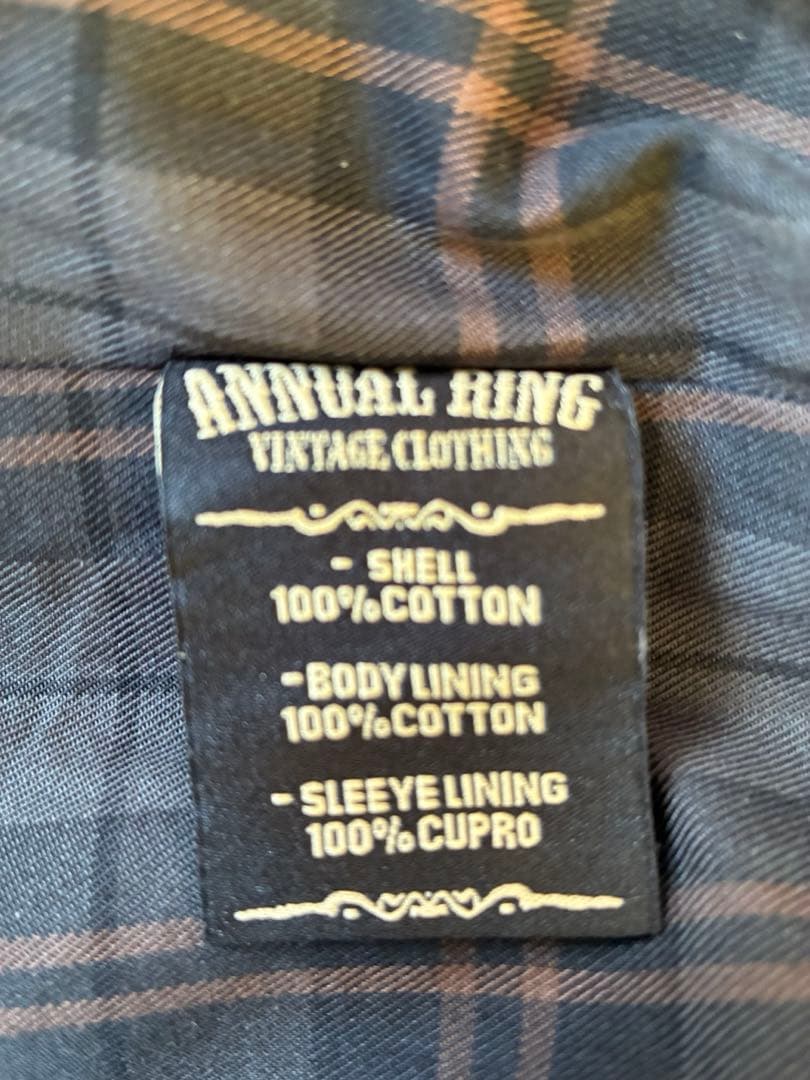 ANNUAL RING
VINTAGE CLOTHING
- SHELL
100%COTTON
-BODY LINING
100%COTTON
-SLEEYE LINING
100%CUPRO